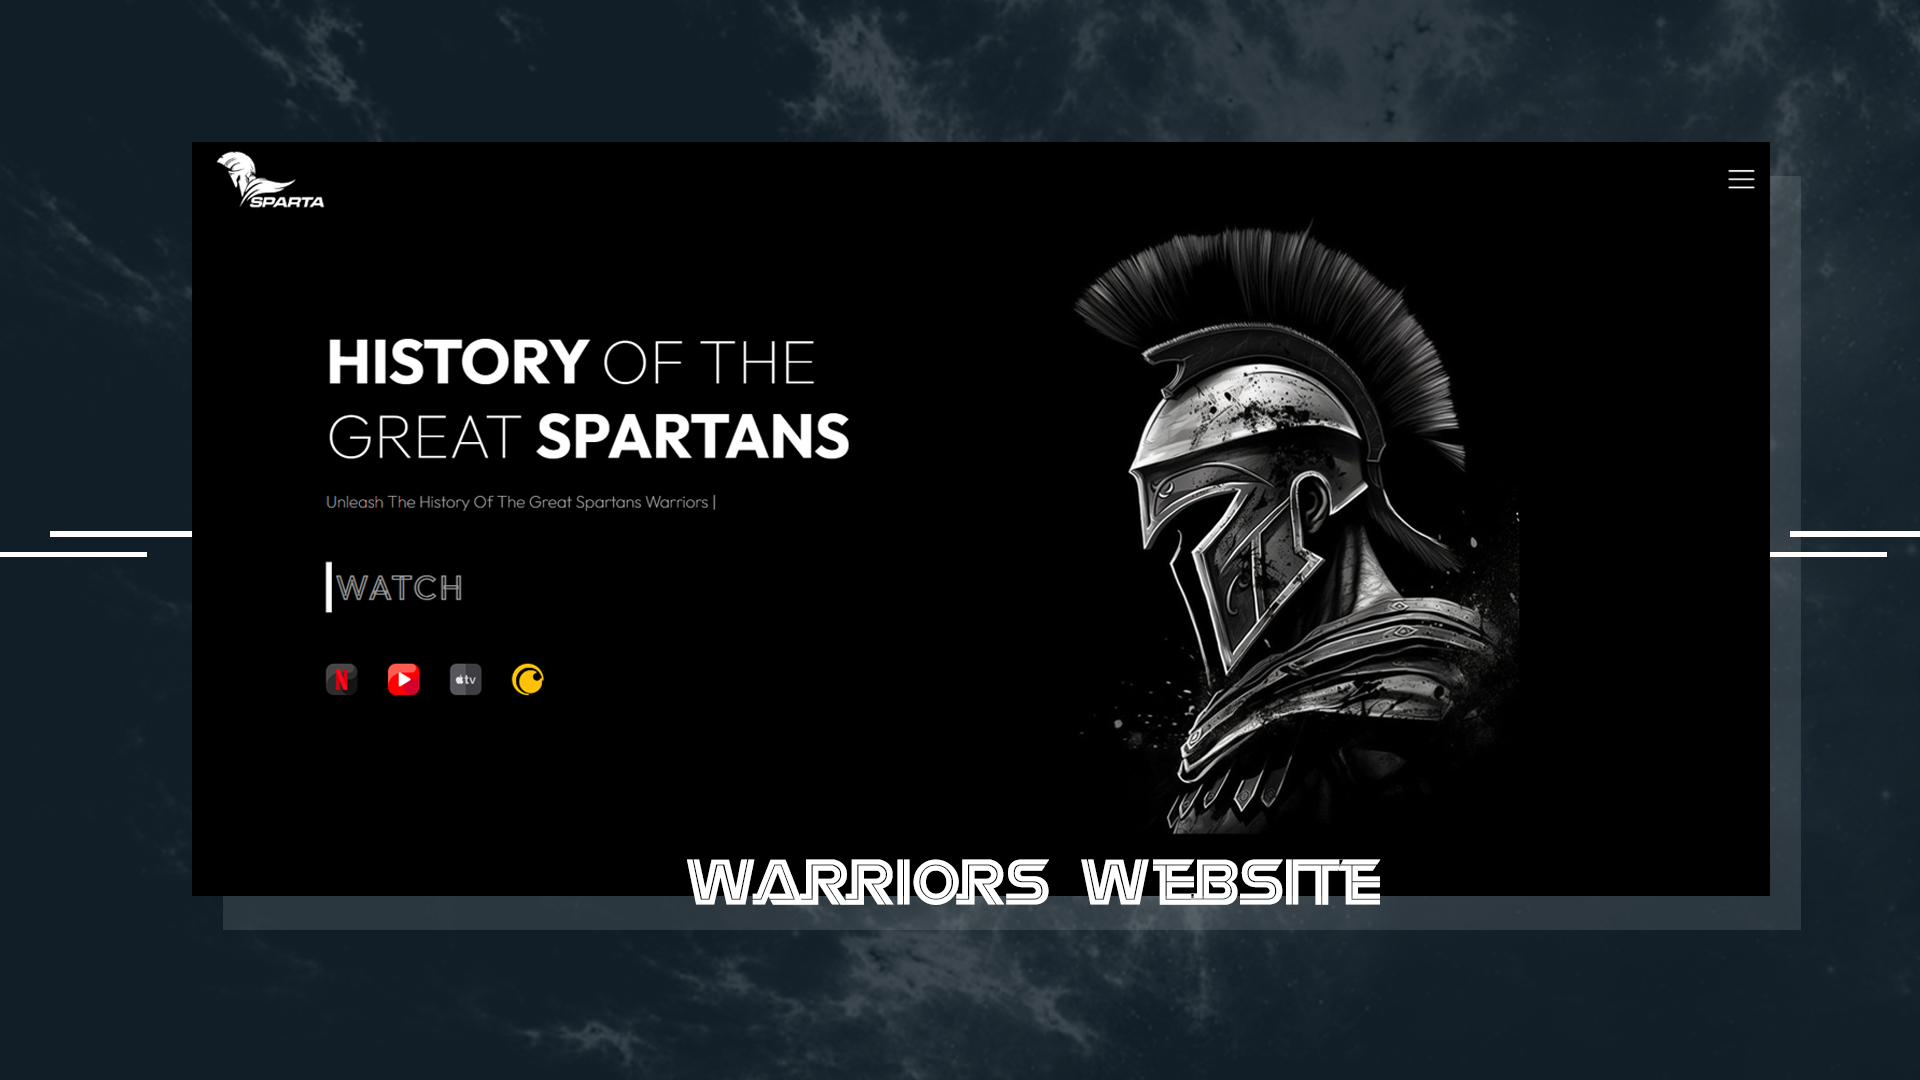 SPARTA
HISTORY OF THE
GREAT SPARTANS
Unleash The History Of The Great Spartans Warriors |
WATCH
N
tv
WARRIORS WEBSITE